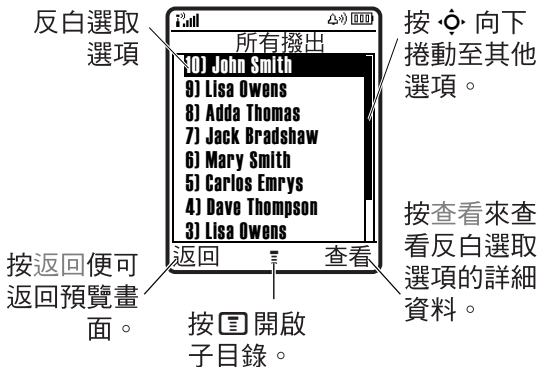 反白選取
選項
所有撥出
10) John Smith
9) Lisa Owens
8) Adda Thomas
7) Jack Bradshaw
6) Mary Smith
5) Carlos Emrys
4) Dave Thompson
3) Lisa Owens
返回
查看
按 向下
捲動至其他
選項。
按查看來查
看反白選取
選項的詳細
資料。
按返回便可
返回預覽畫
面。
按 開啟
子目錄。